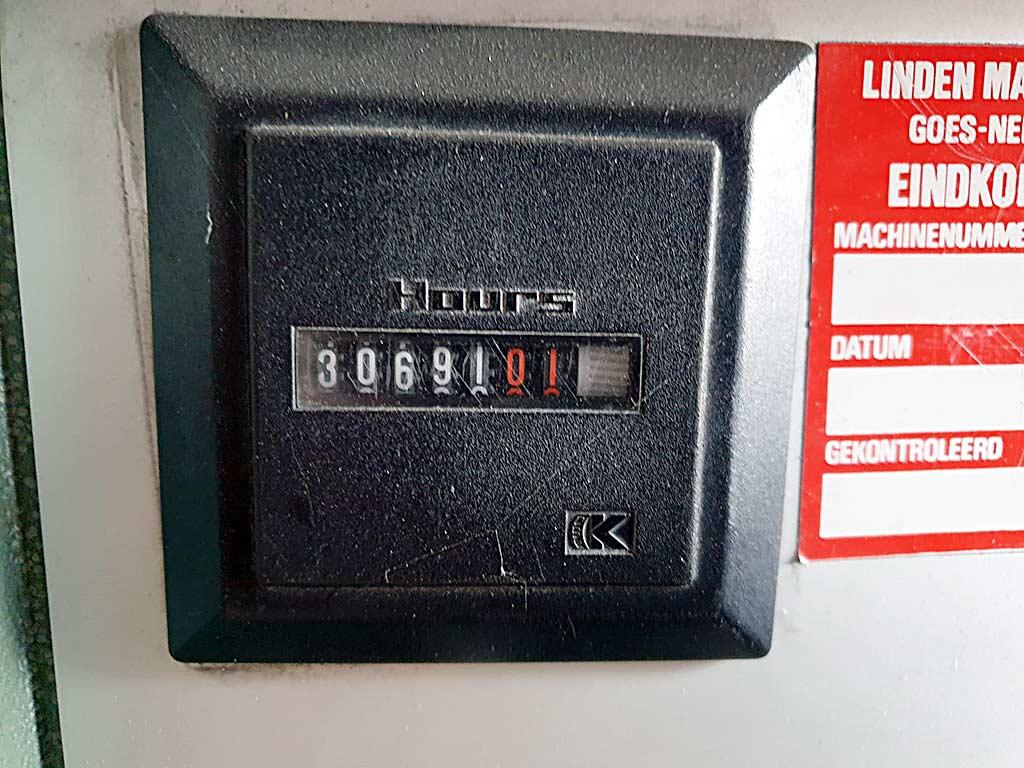 Hours
3069101
K
LINDEN MA
GOES-NE
EINDKO
MACHINENUMME
DATUM
GEKONTROLEERD